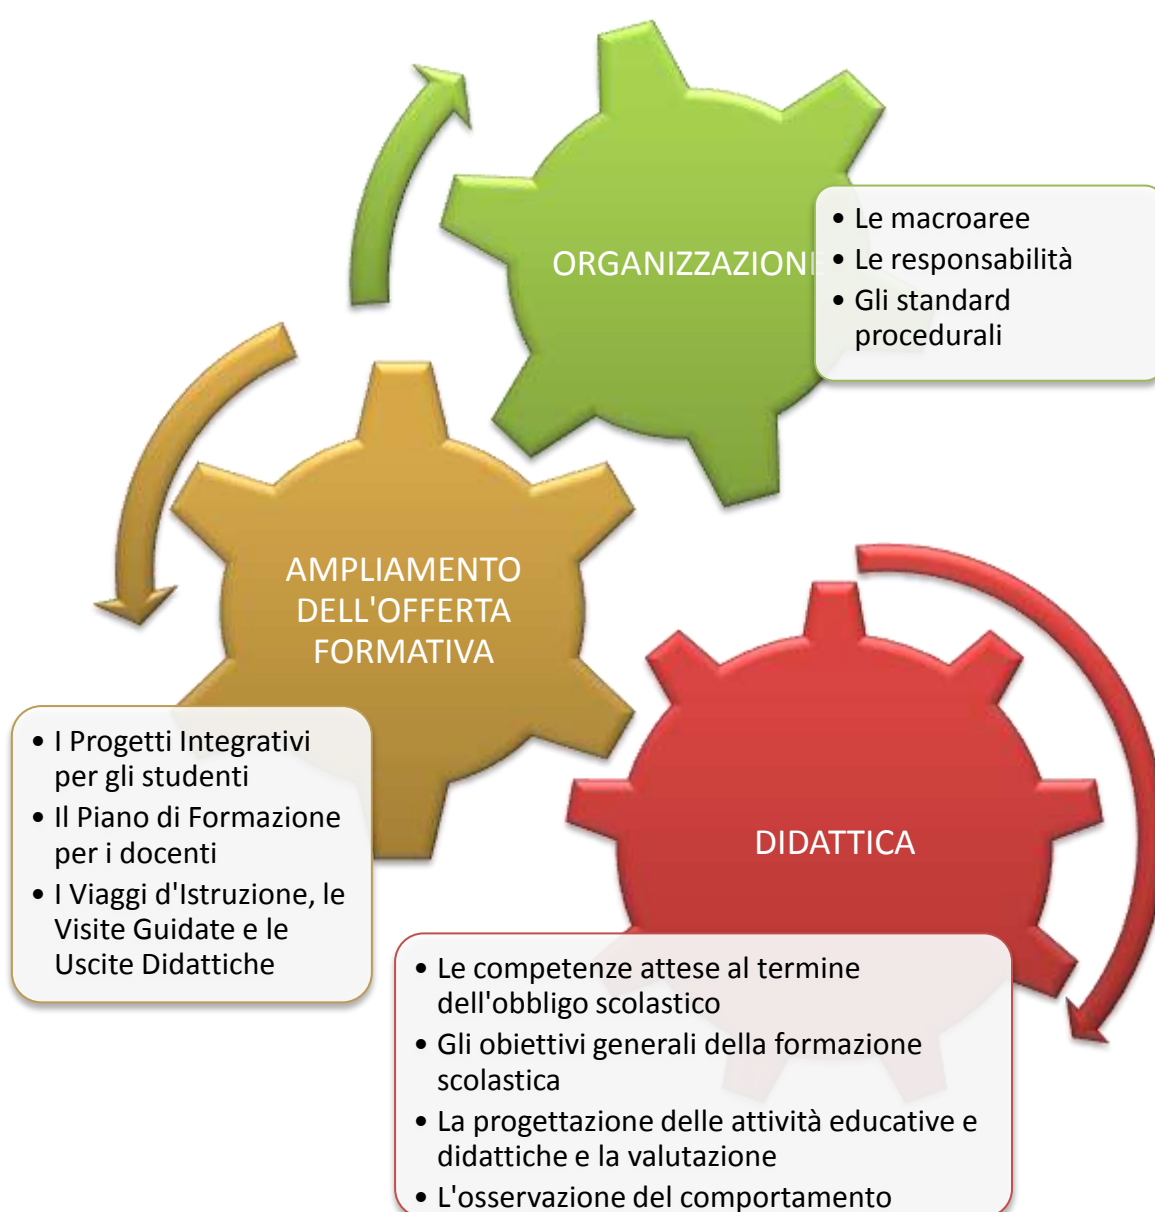 ORGANIZZAZIONE
• Le macroaree
• Le responsabilità
• Gli standard
procedurali
AMPLIAMENTO
DELL'OFFERTA
FORMATIVA
• I Progetti Integrativi
per gli studenti
• Il Piano di Formazione
per i docenti
• I Viaggi d'Istruzione, le
Visite Guidate e le
Uscite Didattiche
DIDATTICA
• Le competenze attese al termine
dell'obbligo scolastico
• Gli obiettivi generali della formazione
scolastica
• La progettazione delle attività educative e
didattiche e la valutazione
• L'osservazione del comportamento